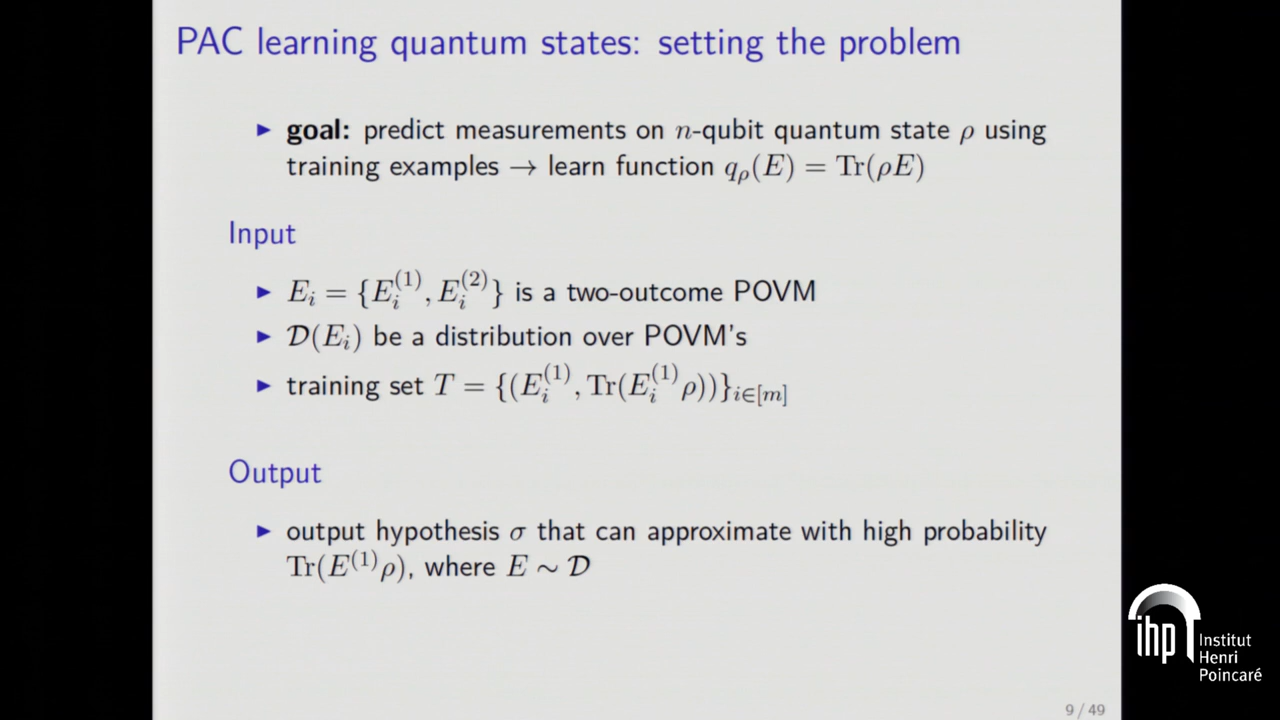 PAC learning quantum states: setting the problem
▶ goal: predict measurements on n-qubit quantum state ρ using
training examples → learn function q_ρ(E) = Tr(ρE)
Input
▶ E_i = {E_i^(1), E_i^(2)} is a two-outcome POVM
▶ 𝒟(E_i) be a distribution over POVM's
▶ training set T = {(E_i^(1), Tr(E_i^(1)ρ))}_{i∈[m]}
Output
▶ output hypothesis σ that can approximate with high probability
Tr(E^(1)ρ), where E ∼ 𝒟
ihp
Institut
Henri
Poincaré
9 / 49